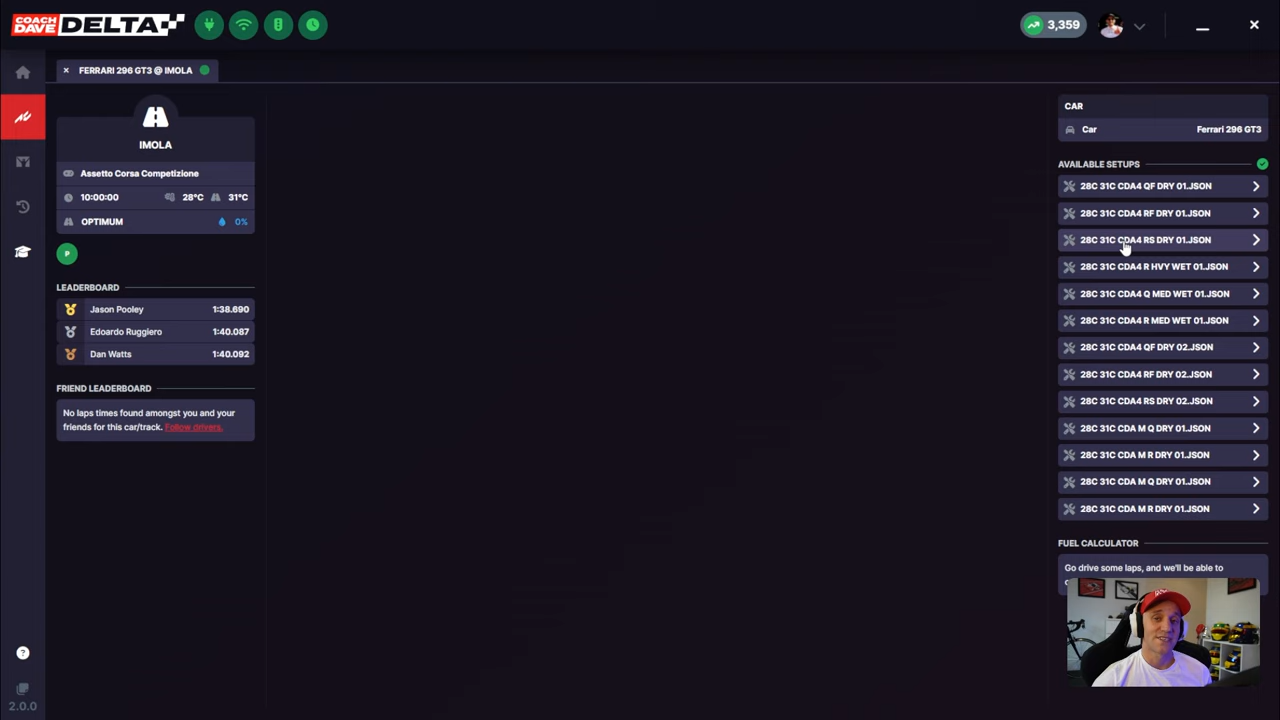 COACH DAVE DELTA
3,359
FERRARI 296 GT3 @ IMOLA
IMOLA
Assetto Corsa Competizione
10:00:00 28°C 31°C
OPTIMUM 0%
P
LEADERBOARD
Jason Pooley 1:38.690
Edoardo Ruggiero 1:40.087
Dan Watts 1:40.092
FRIEND LEADERBOARD
No laps times found amongst you and your
friends for this car/track. Follow drivers.
?
2.0.0
CAR
Car Ferrari 296 GT3
AVAILABLE SETUPS
28C 31C CDA4 QF DRY 01.JSON
28C 31C CDA4 RF DRY 01.JSON
28C 31C CDA4 RS DRY 01.JSON
28C 31C CDA4 R HVY WET 01.JSON
28C 31C CDA4 Q MED WET 01.JSON
28C 31C CDA4 R MED WET 01.JSON
28C 31C CDA4 QF DRY 02.JSON
28C 31C CDA4 RF DRY 02.JSON
28C 31C CDA4 RS DRY 02.JSON
28C 31C CDA M Q DRY 01.JSON
28C 31C CDA M R DRY 01.JSON
28C 31C CDA M Q DRY 01.JSON
28C 31C CDA M R DRY 01.JSON
FUEL CALCULATOR
Go drive some laps, and we'll be able to